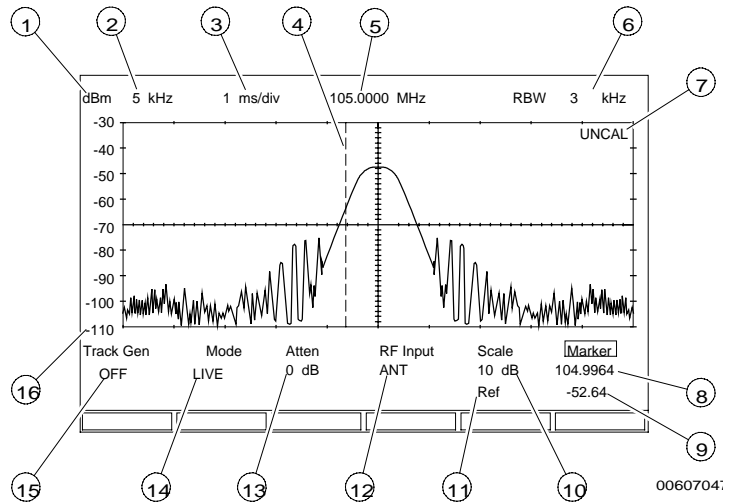 1 2 3 4 5 6
dBm 5 kHz 1 ms/div 105.0000 MHz RBW 3 kHz
7
-30
UNCAL
-40
-50
-60
-70
-80
-90
-100
-110
Track Gen Mode Atten RF Input Scale Marker
16
OFF LIVE 0 dB ANT 10 dB 104.9964
8
Ref -52.64
9
15 14 13 12 11 10
0060704